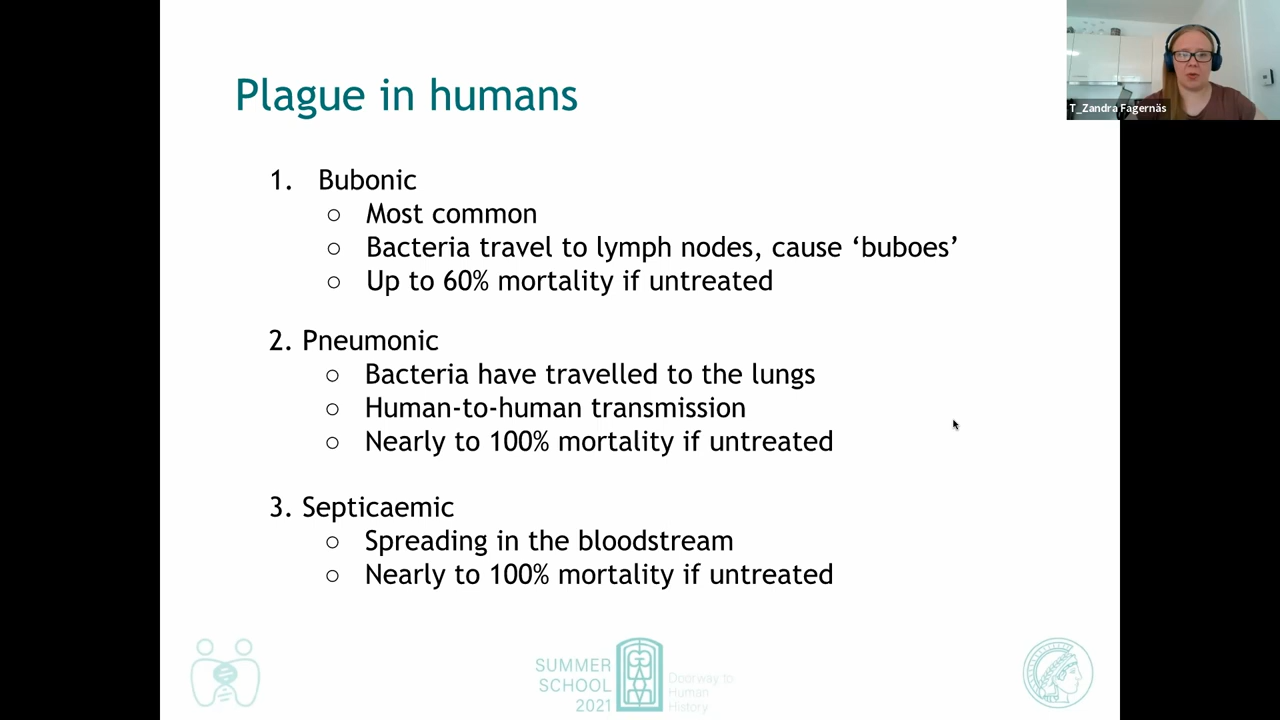 Plague in humans
T_Zandra Fagernäs
1. Bubonic
○ Most common
○ Bacteria travel to lymph nodes, cause ‘buboes’
○ Up to 60% mortality if untreated
2. Pneumonic
○ Bacteria have travelled to the lungs
○ Human-to-human transmission
○ Nearly to 100% mortality if untreated
3. Septicaemic
○ Spreading in the bloodstream
○ Nearly to 100% mortality if untreated
SUMMER
SCHOOL
2021
Doorway to
Human
History